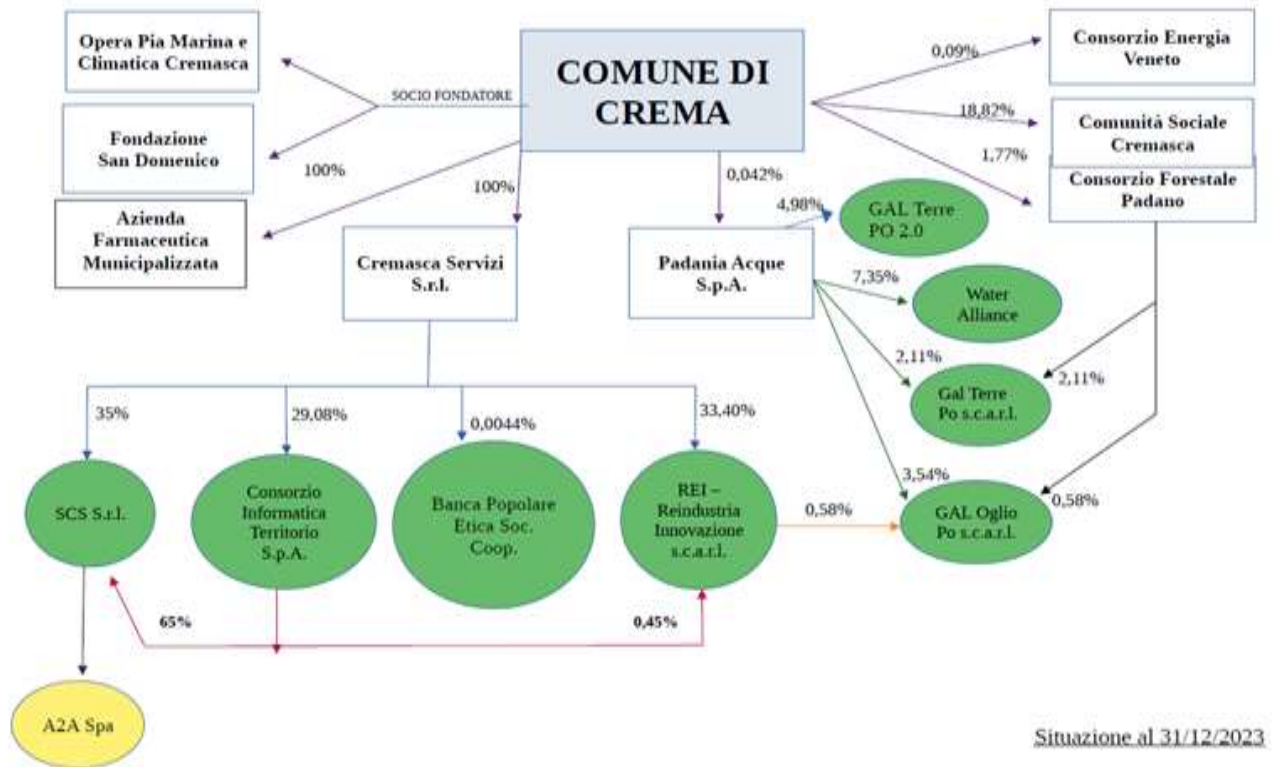 Opera Pia Marina e
Climatica Cremasca
SOCIO FONDATORE
COMUNE DI
CREMA
0,09%
Consorzio Energia
Veneto
Fondazione
San Domenico
18,82%
Comunità Sociale
Cremasca
1,77%
Consorzio Forestale
Padano
100%
100%
0,042%
4,98%
Azienda
Farmaceutica
Municipalizzata
GAL Terre
PO 2.0
Cremasca Servizi
S.r.l.
Padania Acque
S.p.A.
7,35%
Water
Alliance
2,11%
2,11%
Gal Terre
Po s.c.a.r.l.
35%
29,08%
0,0044%
33,40%
3,54%
0,58%
SCS S.r.l.
Consorzio
Informatica
Territorio
S.p.A.
Banca Popolare
Etica Soc.
Coop.
REI –
Reindustria
Innovazione
s.c.a.r.l.
0,58%
GAL Oglio
Po s.c.a.r.l.
65%
0,45%
A2A Spa
Situazione al 31/12/2023